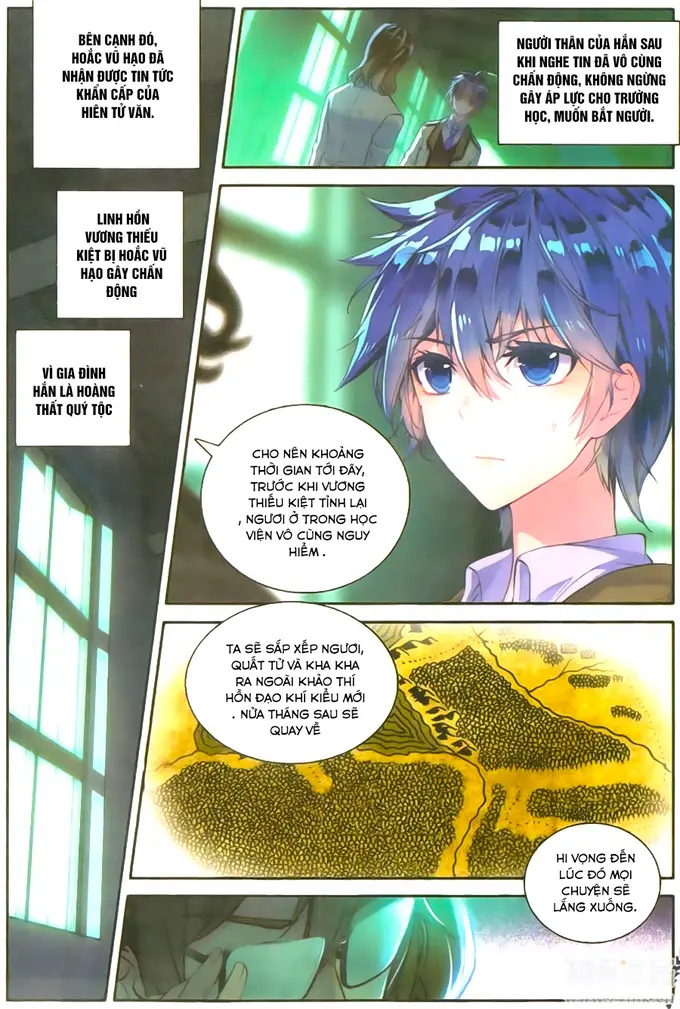 BÊN CẠNH ĐÓ,
HOẮC VŨ HẠO ĐÃ
NHẬN ĐƯỢC TIN TỨC
KHẨN CẤP CỦA
HIÊN TỬ VĂN.
LINH HỒN
VƯƠNG THIẾU
KIỆT BỊ HOẮC VŨ
HẠO GÂY CHẤN
ĐỘNG
VÌ GIA ĐÌNH
HẮN LÀ HOÀNG
THẤT QUÝ TỘC
NGƯỜI THÂN CỦA HẮN SAU
KHI NGHE TIN ĐÃ VÔ CÙNG
CHẤN ĐỘNG, KHÔNG NGỪNG
GÂY ÁP LỰC CHO TRƯỜNG
HỌC, MUỐN BẮT NGƯỜI.
CHO NÊN KHOẢNG
THỜI GIAN TỚI ĐÂY,
TRƯỚC KHI VƯƠNG
THIẾU KIỆT TỈNH LẠI
, NGƯƠI Ở TRONG HỌC
VIỆN VÔ CÙNG NGUY
HIỂM .
TA SẼ SẮP XẾP NGƯƠI,
QUẤT TỬ VÀ KHA KHA
RA NGOÀI KHẢO THÍ
HỒN ĐẠO KHÍ KIỂU MỚI
. NỬA THÁNG SAU SẼ
QUAY VỀ
HI VỌNG ĐẾN
LÚC ĐÓ MỌI
CHUYỆN SẼ
LẮNG XUỐNG.